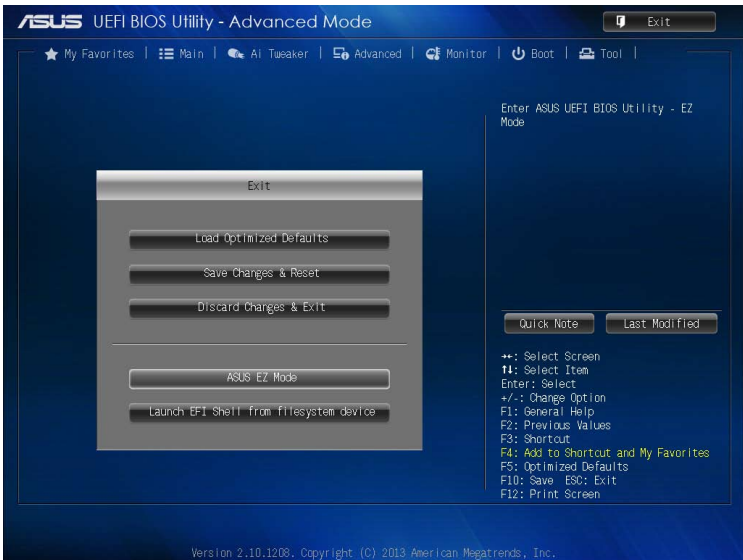 ASUS UEFI BIOS Utility - Advanced Mode
Exit
My Favorites | Main | Ai Tweaker | Advanced | Monitor | Boot | Tool |
Enter ASUS UEFI BIOS Utility - EZ
Mode
Exit
Load Optimized Defaults
Save Changes & Reset
Discard Changes & Exit
ASUS EZ Mode
Launch EFI Shell from filesystem device
Quick Note
Last Modified
→←: Select Screen
↑↓: Select Item
Enter: Select
+/-: Change Option
F1: General Help
F2: Previous Values
F3: Shortcut
F4: Add to Shortcut and My Favorites
F5: Optimized Defaults
F10: Save ESC: Exit
F12: Print Screen
Version 2.10.1208. Copyright (C) 2013 American Megatrends, Inc.